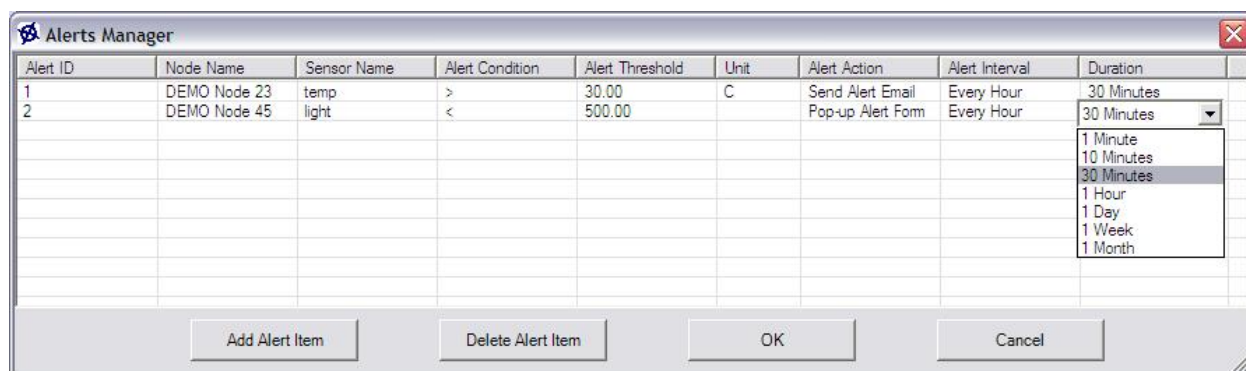 Alerts Manager
Alert ID Node Name Sensor Name Alert Condition Alert Threshold Unit Alert Action Alert Interval Duration
1 DEMO Node 23 temp > 30.00 C Send Alert Email Every Hour 30 Minutes
2 DEMO Node 45 light < 500.00 Pop-up Alert Form Every Hour 30 Minutes
1 Minute
10 Minutes
30 Minutes
1 Hour
1 Day
1 Week
1 Month
Add Alert Item Delete Alert Item OK Cancel